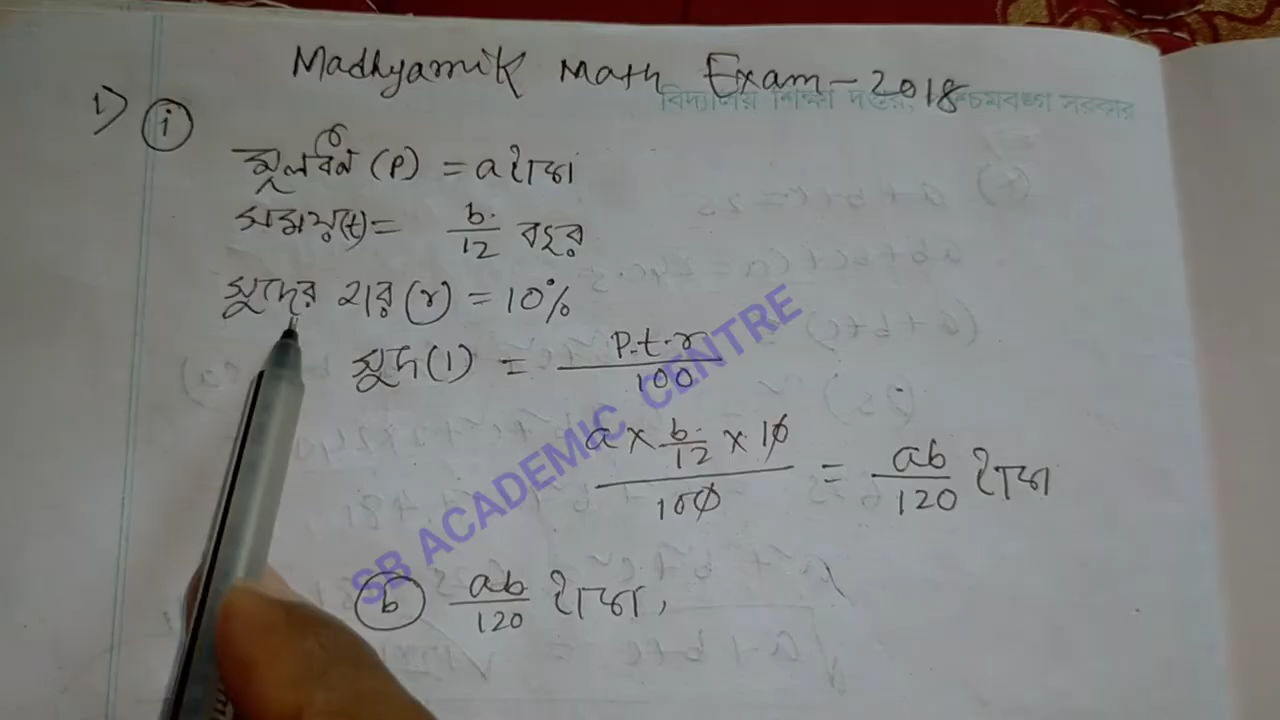 Madhyamik Math Exam-2018
বিদ্যালয় শিক্ষা দপ্তর, পশ্চিমবঙ্গ সরকার
1) i
মূলধন (P) = a টাকা
সময়(t) = b/12 বছর
সুদের হার (r) = 10%
সুদ (I) = P.t.r/100
a × b/12 × 10 / 100 = ab/120 টাকা
b ab/120 টাকা,
SB ACADEMIC CENTRE